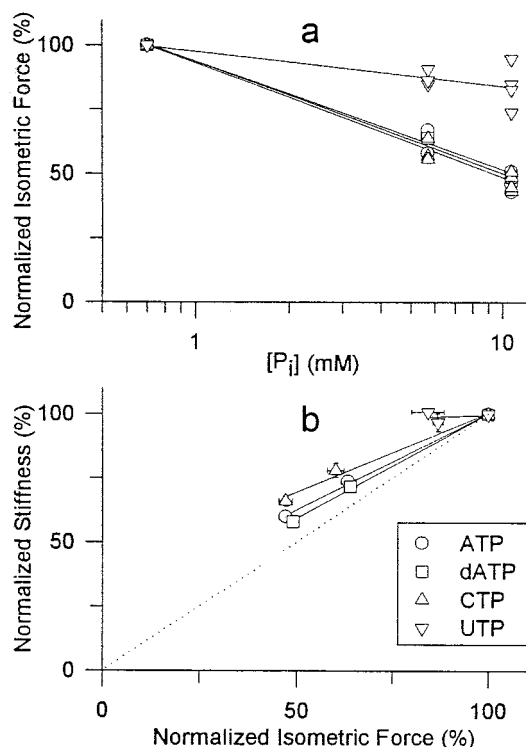 a
Normalized Isometric Force (%)
100
50
0
1
10
[Pi] (mM)
b
Normalized Stiffness (%)
100
50
0
ATP
dATP
CTP
UTP
0
50
100
Normalized Isometric Force (%)